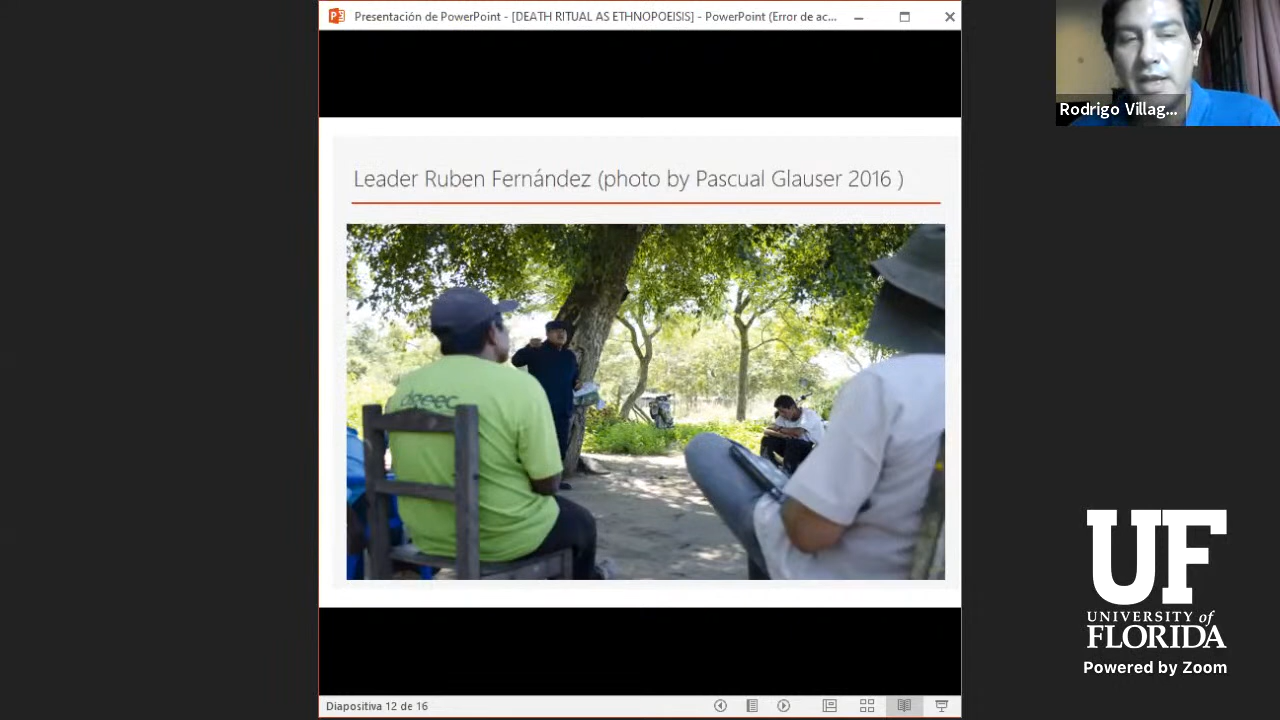 Presentación de PowerPoint - [DEATH RITUAL AS ETHNOPOEISIS] - PowerPoint (Error de ac...
Rodrigo Villag...
Leader Ruben Fernández (photo by Pascual Glauser 2016 )
dgeec
UF
UNIVERSITY of
FLORIDA
Powered by Zoom
Diapositiva 12 de 16